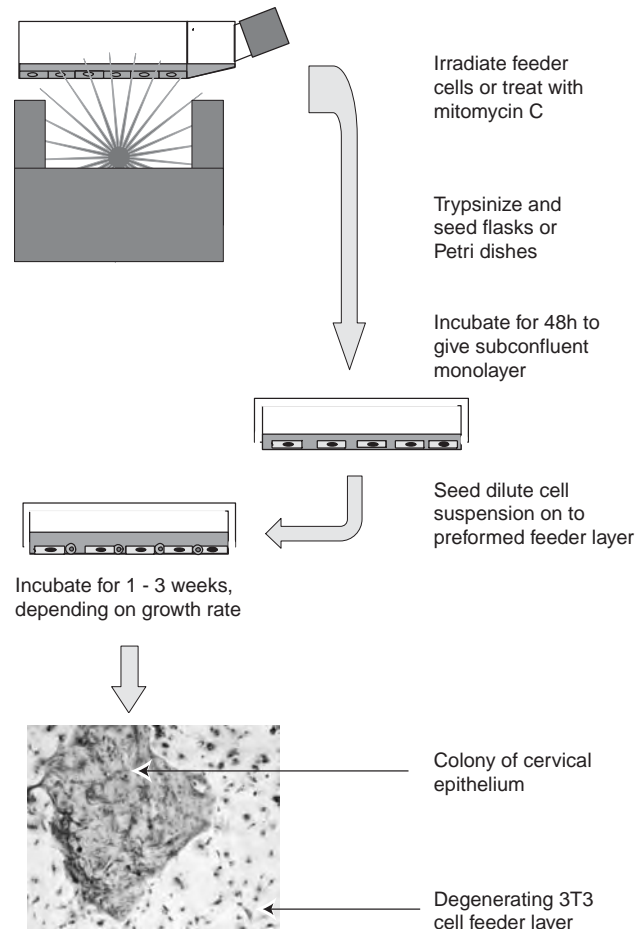 Irradiate feeder
cells or treat with
mitomycin C
Trypsinize and
seed flasks or
Petri dishes
Incubate for 48h to
give subconfluent
monolayer
Seed dilute cell
suspension on to
preformed feeder layer
Incubate for 1 - 3 weeks,
depending on growth rate
Colony of cervical
epithelium
Degenerating 3T3
cell feeder layer